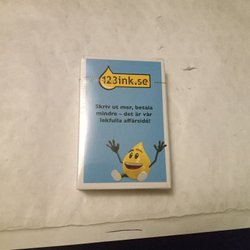 123ink.se
Skriv ut mer, betala
mindre – det är vår
lekfulla affärsidé!